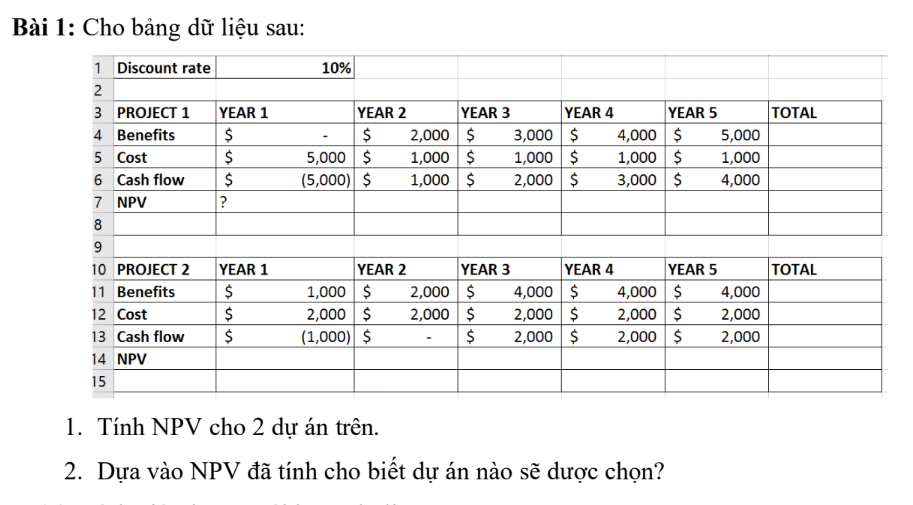 Bài 1: Cho bảng dữ liệu sau:
1 Discount rate 10%
2
3 PROJECT 1 YEAR 1 YEAR 2 YEAR 3 YEAR 4 YEAR 5 TOTAL
4 Benefits $ - $ 2,000 $ 3,000 $ 4,000 $ 5,000
5 Cost $ 5,000 $ 1,000 $ 1,000 $ 1,000 $ 1,000
6 Cash flow $ (5,000) $ 1,000 $ 2,000 $ 3,000 $ 4,000
7 NPV ?
8
9
10 PROJECT 2 YEAR 1 YEAR 2 YEAR 3 YEAR 4 YEAR 5 TOTAL
11 Benefits $ 1,000 $ 2,000 $ 4,000 $ 4,000 $ 4,000
12 Cost $ 2,000 $ 2,000 $ 2,000 $ 2,000 $ 2,000
13 Cash flow $ (1,000) $ - $ 2,000 $ 2,000 $ 2,000
14 NPV
15
1. Tính NPV cho 2 dự án trên.
2. Dựa vào NPV đã tính cho biết dự án nào sẽ dược chọn?